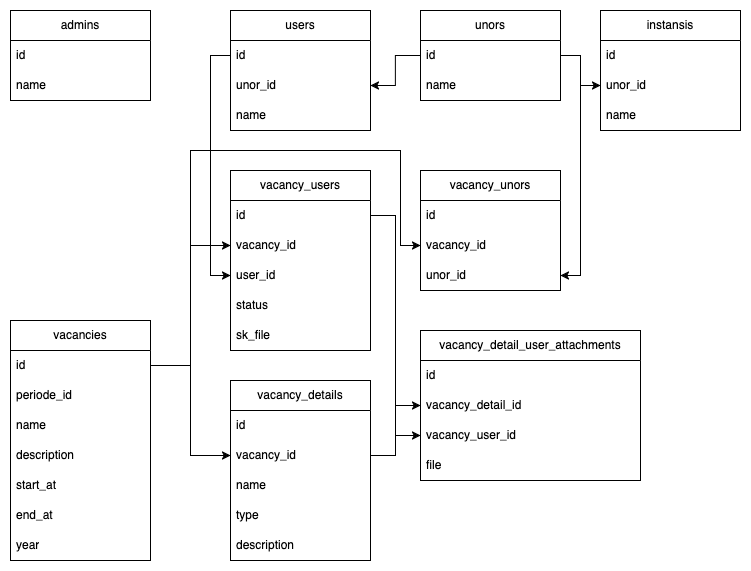 admins
id
name
users
id
unor_id
name
unors
id
name
instansis
id
unor_id
name
vacancy_users
id
vacancy_id
user_id
status
sk_file
vacancy_unors
id
vacancy_id
unor_id
vacancies
id
periode_id
name
description
start_at
end_at
year
vacancy_details
id
vacancy_id
name
type
description
vacancy_detail_user_attachments
id
vacancy_detail_id
vacancy_user_id
file